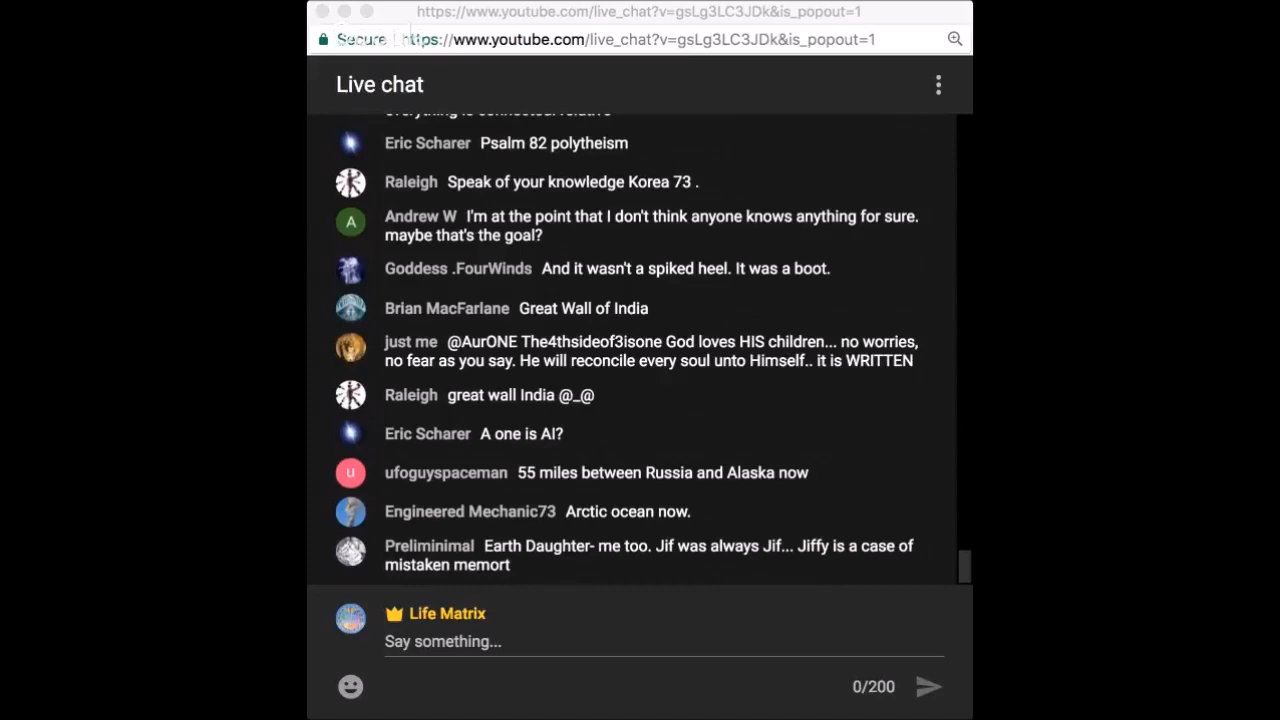 https://www.youtube.com/live_chat?v=gsLg3LC3JDk&is_popout=1
Secure https://www.youtube.com/live_chat?v=gsLg3LC3JDk&is_popout=1
Live chat
everything is connected/relative
Eric Scharer Psalm 82 polytheism
Raleigh Speak of your knowledge Korea 73 .
A Andrew W I'm at the point that I don't think anyone knows anything for sure.
maybe that's the goal?
Goddess .FourWinds And it wasn't a spiked heel. It was a boot.
Brian MacFarlane Great Wall of India
just me @AurONE The4thsideof3isone God loves HIS children... no worries,
no fear as you say. He will reconcile every soul unto Himself.. it is WRITTEN
Raleigh great wall India @_@
Eric Scharer A one is AI?
u ufoguyspaceman 55 miles between Russia and Alaska now
Engineered Mechanic73 Arctic ocean now.
Preliminimal Earth Daughter- me too. Jif was always Jif... Jiffy is a case of
mistaken memort
Life Matrix
Say something...
0/200